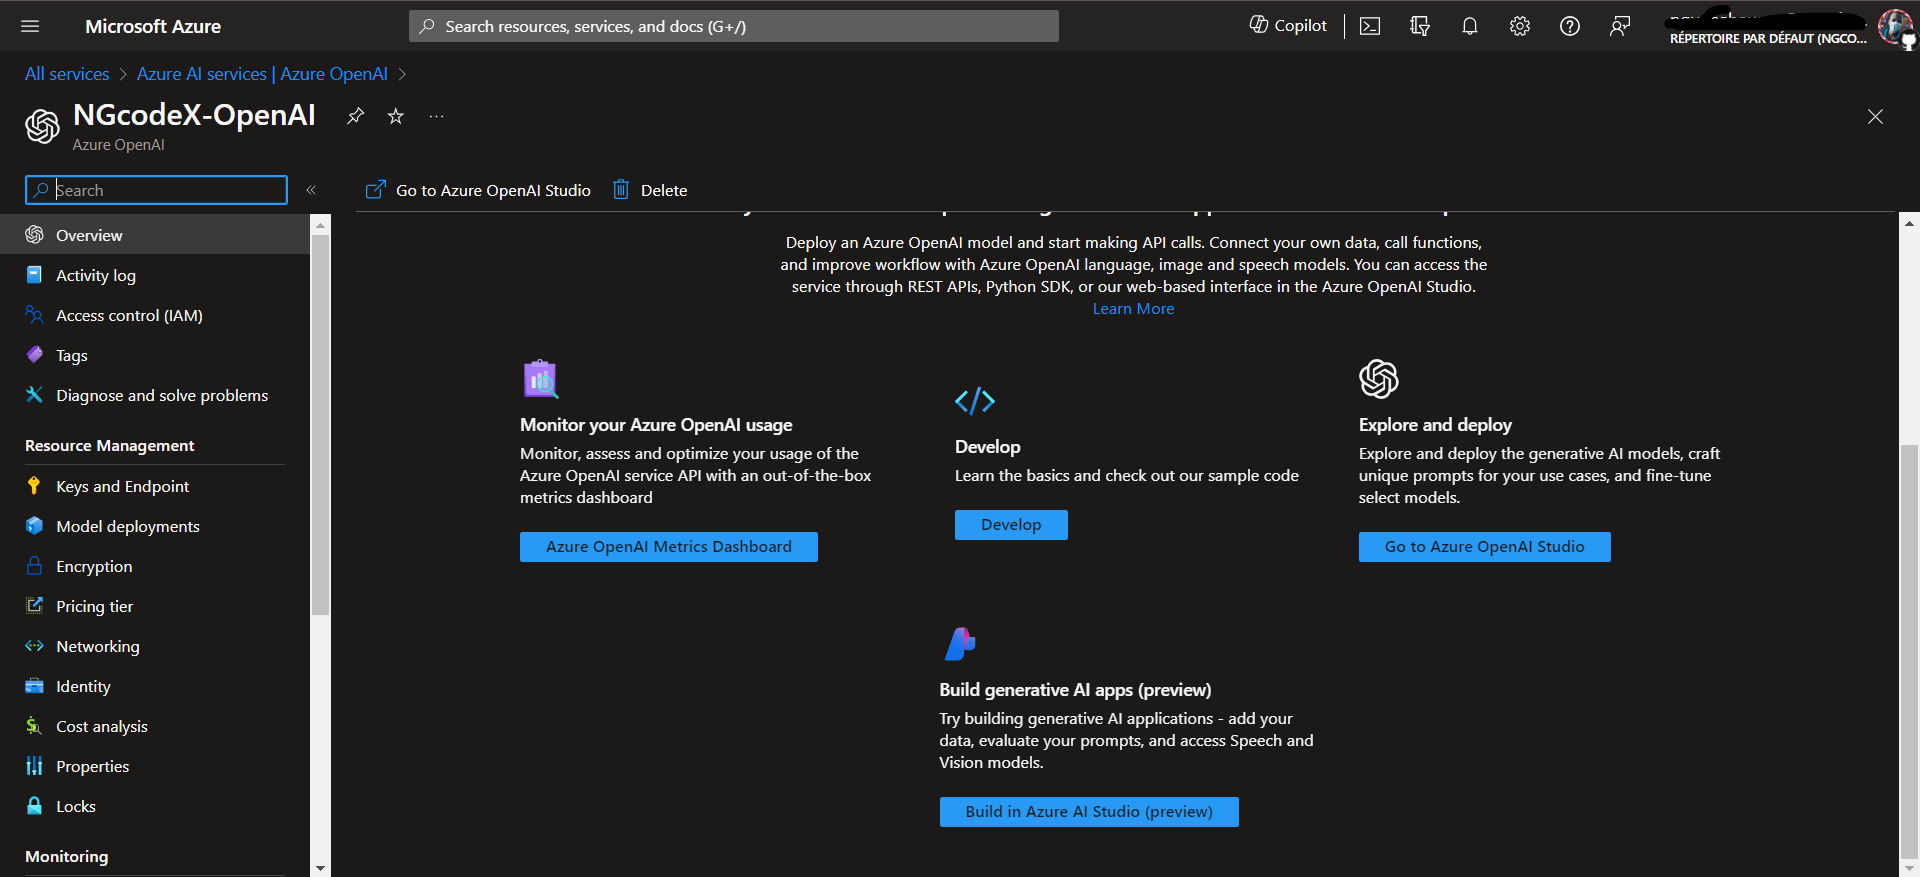 Microsoft Azure
Search resources, services, and docs (G+/)
Copilot
RÉPERTOIRE PAR DÉFAUT (NGCO...
All services > Azure AI services | Azure OpenAI >
NGcodeX-OpenAI
Azure OpenAI
Search
Go to Azure OpenAI Studio
Delete
Overview
Activity log
Access control (IAM)
Tags
Diagnose and solve problems
Resource Management
Keys and Endpoint
Model deployments
Encryption
Pricing tier
Networking
Identity
Cost analysis
Properties
Locks
Monitoring
Deploy an Azure OpenAI model and start making API calls. Connect your own data, call functions,
and improve workflow with Azure OpenAI language, image and speech models. You can access the
service through REST APIs, Python SDK, or our web-based interface in the Azure OpenAI Studio.
Learn More
Monitor your Azure OpenAI usage
Monitor, assess and optimize your usage of the
Azure OpenAI service API with an out-of-the-box
metrics dashboard
Azure OpenAI Metrics Dashboard
Develop
Learn the basics and check out our sample code
Develop
Explore and deploy
Explore and deploy the generative AI models, craft
unique prompts for your use cases, and fine-tune
select models.
Go to Azure OpenAI Studio
Build generative AI apps (preview)
Try building generative AI applications - add your
data, evaluate your prompts, and access Speech and
Vision models.
Build in Azure AI Studio (preview)